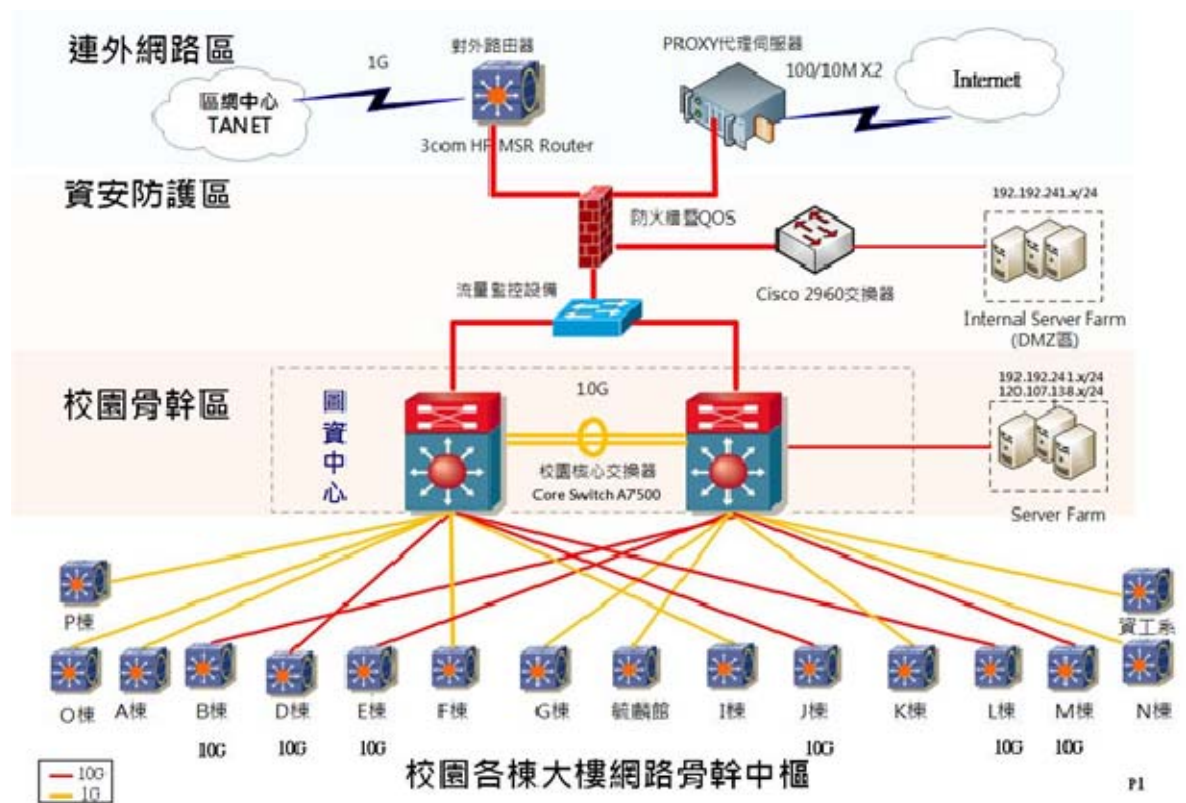 連外網路區
對外路由器
PROXY代理伺服器
1G
100/10M X2
區網中心
TANET
Internet
3com HP MSR Router
資安防護區
192.192.241.x/24
防火牆暨QOS
流量監控設備
Cisco 2960交換器
Internal Server Farm
(DMZ區)
校園骨幹區
圖資中心
10G
192.192.241.x/24
120.107.138.x/24
校園核心交換器
Core Switch A7500
Server Farm
P棟
資工系
O棟 A棟 B棟 D棟 E棟 F棟 G棟 毓麟館 I棟 J棟 K棟 L棟 M棟 N棟
10G 10G 10G 10G 10G 10G
10G
1G
校園各棟大樓網路骨幹中樞
P1